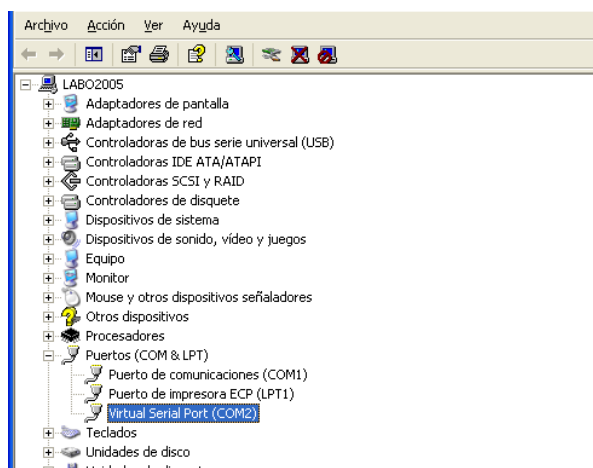 Archivo Acción Ver Ayuda
LABO2005
Adaptadores de pantalla
Adaptadores de red
Controladoras de bus serie universal (USB)
Controladoras IDE ATA/ATAPI
Controladoras SCSI y RAID
Controladores de disquete
Dispositivos de sistema
Dispositivos de sonido, vídeo y juegos
Equipo
Monitor
Mouse y otros dispositivos señaladores
Otros dispositivos
Procesadores
Puertos (COM & LPT)
Puerto de comunicaciones (COM1)
Puerto de impresora ECP (LPT1)
Virtual Serial Port (COM2)
Teclados
Unidades de disco